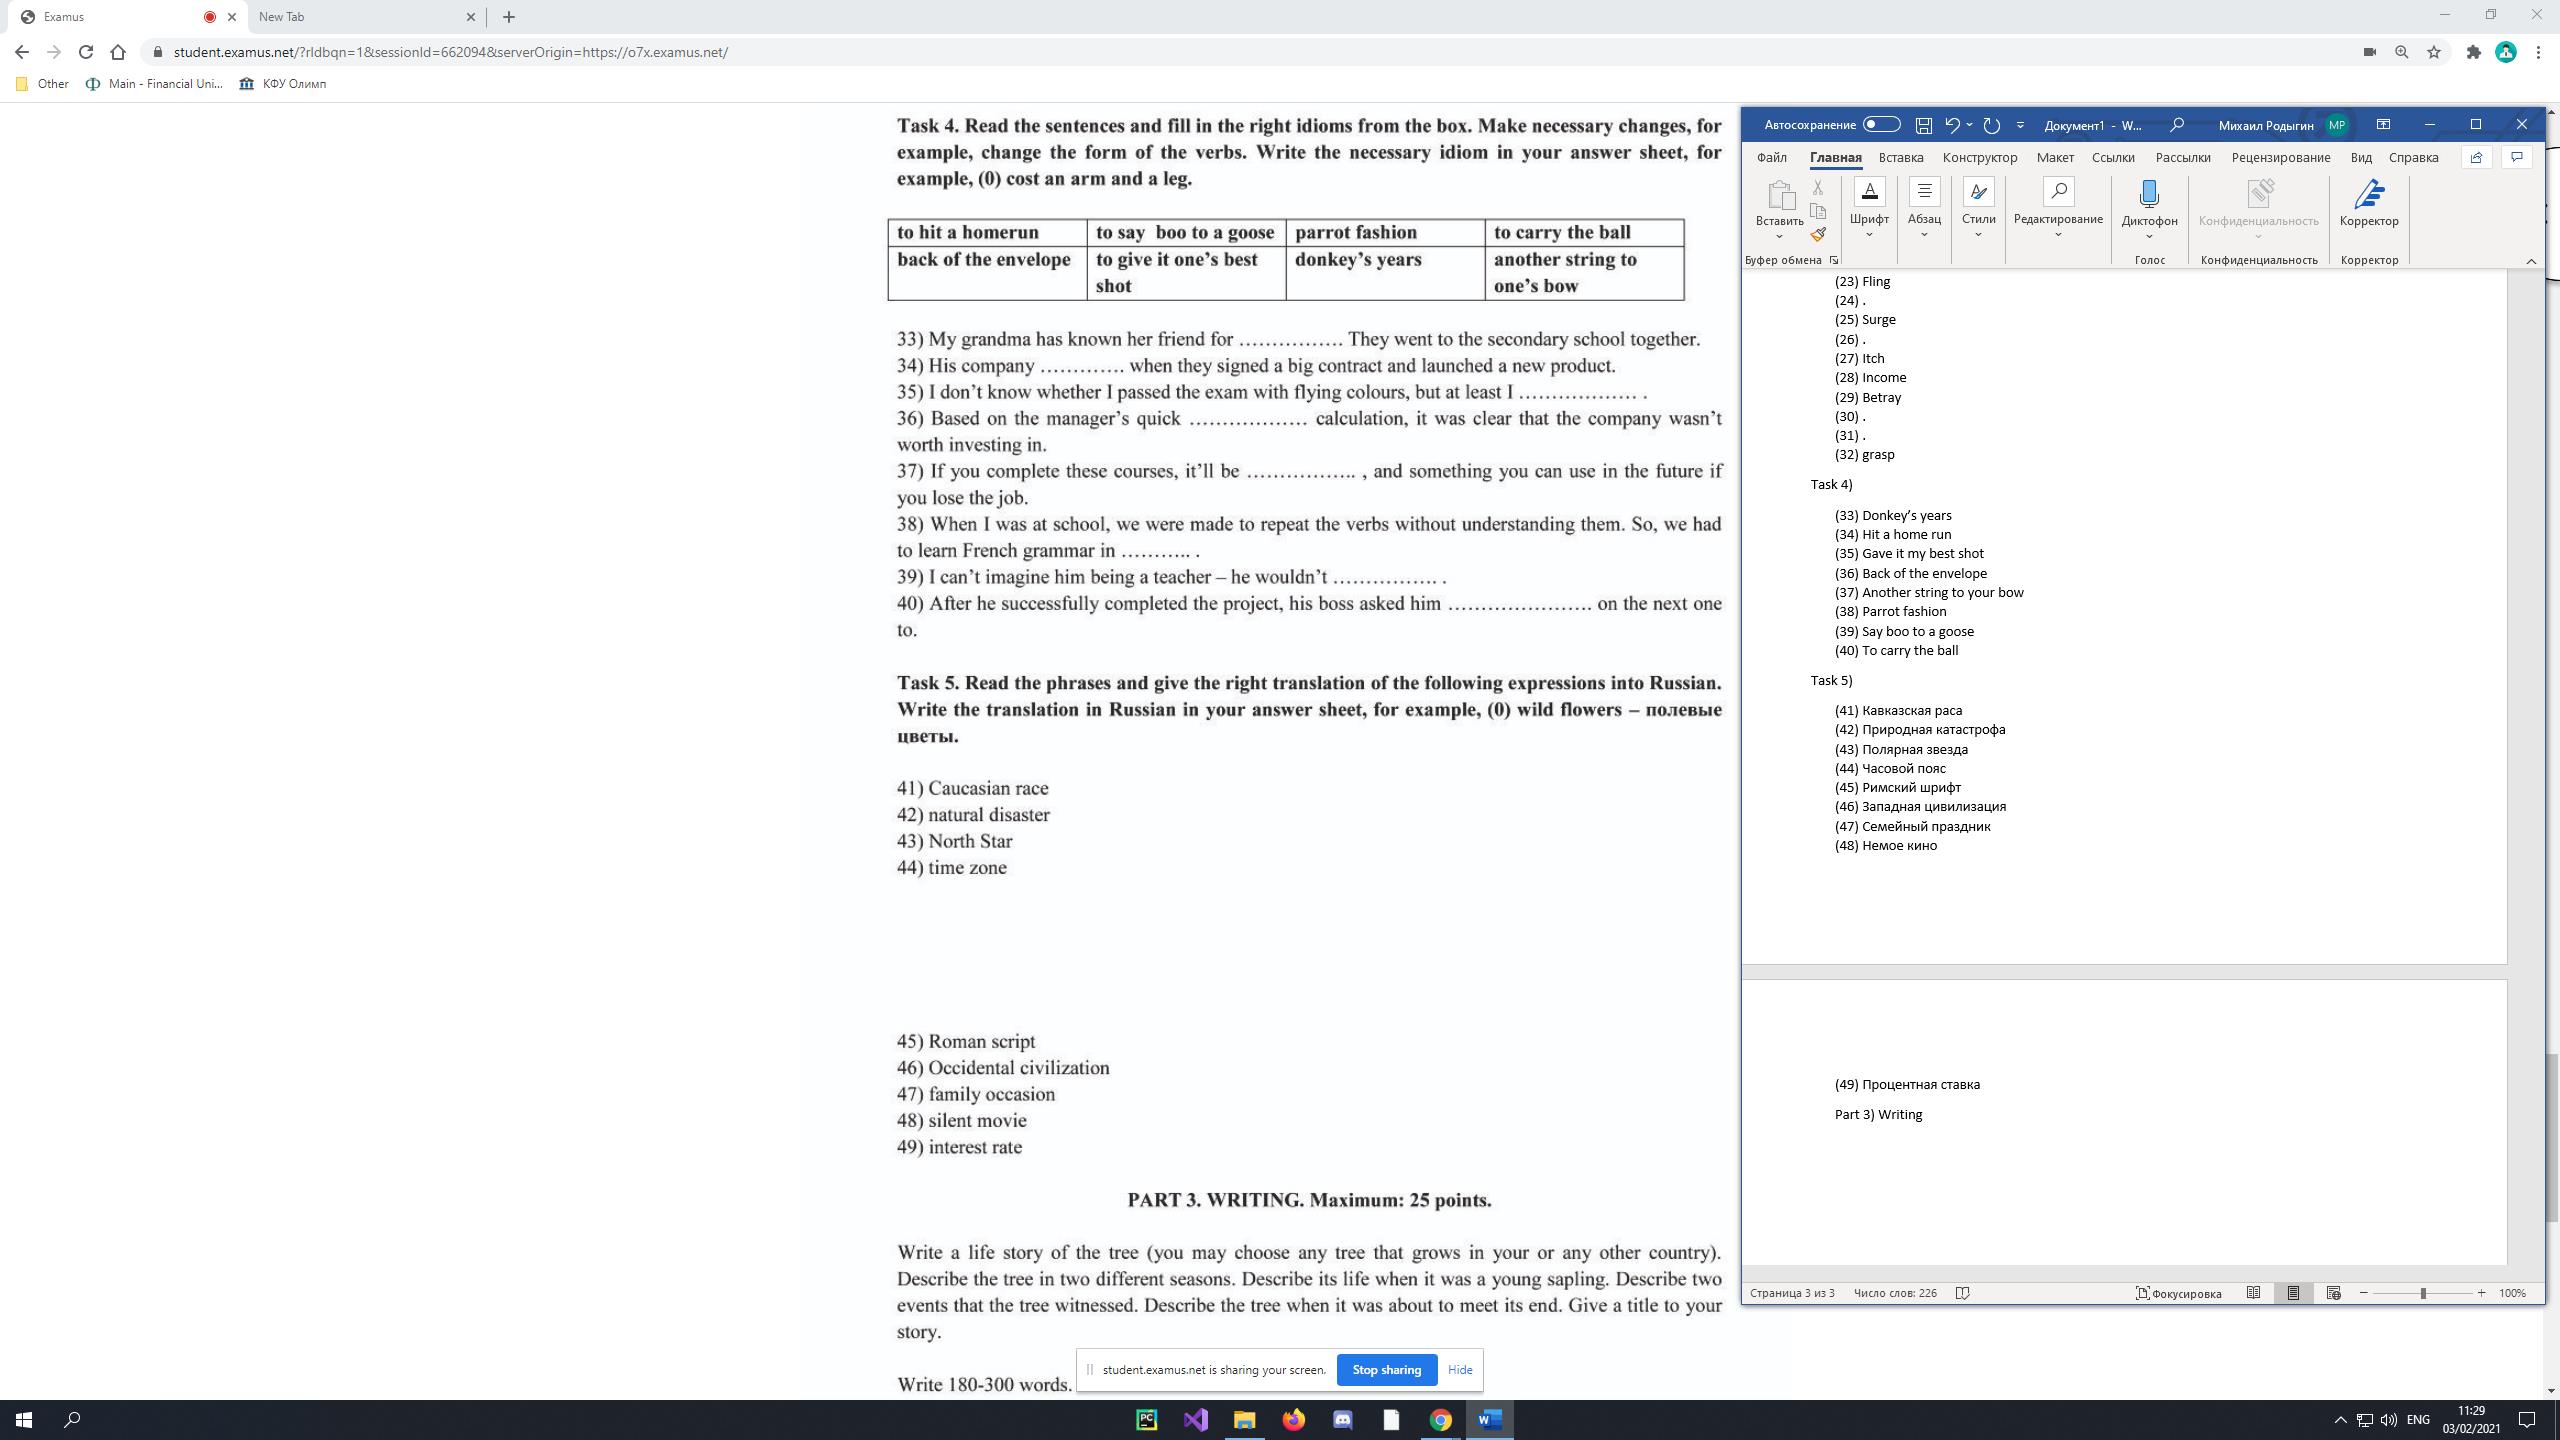 Examus
New Tab
student.examus.net/?rldbqn=1&sessionId=662094&serverOrigin=https://o7x.examus.net/
Other
Main - Financial Uni...
КФУ Олимп
Task 4. Read the sentences and fill in the right idioms from the box. Make necessary changes, for
example, change the form of the verbs. Write the necessary idiom in your answer sheet, for
example, (0) cost an arm and a leg.
to hit a homerun
to say boo to a goose
parrot fashion
to carry the ball
back of the envelope
to give it one’s best
shot
donkey’s years
another string to
one’s bow
33) My grandma has known her friend for ……………. They went to the secondary school together.
34) His company …………. when they signed a big contract and launched a new product.
35) I don’t know whether I passed the exam with flying colours, but at least I ……………… .
36) Based on the manager’s quick ……………… calculation, it was clear that the company wasn’t
worth investing in.
37) If you complete these courses, it’ll be …………….. , and something you can use in the future if
you lose the job.
38) When I was at school, we were made to repeat the verbs without understanding them. So, we had
to learn French grammar in ……….. .
39) I can’t imagine him being a teacher – he wouldn’t ……………. .
40) After he successfully completed the project, his boss asked him …………………. on the next one
to.
Task 5. Read the phrases and give the right translation of the following expressions into Russian.
Write the translation in Russian in your answer sheet, for example, (0) wild flowers – полевые
цветы.
41) Caucasian race
42) natural disaster
43) North Star
44) time zone
45) Roman script
46) Occidental civilization
47) family occasion
48) silent movie
49) interest rate
PART 3. WRITING. Maximum: 25 points.
Write a life story of the tree (you may choose any tree that grows in your or any other country).
Describe the tree in two different seasons. Describe its life when it was a young sapling. Describe two
events that the tree witnessed. Describe the tree when it was about to meet its end. Give a title to your
story.
Write 180-300 words.
student.examus.net is sharing your screen.
Stop sharing
Hide
Автосохранение
Документ1 - W...
Михаил Родыгин
МР
Файл
Главная
Вставка
Конструктор
Макет
Ссылки
Рассылки
Рецензирование
Вид
Справка
Вставить
Шрифт
Абзац
Стили
Редактирование
Диктофон
Конфиденциальность
Корректор
Буфер обмена
Голос
Конфиденциальность
Корректор
(23) Fling
(24) .
(25) Surge
(26) .
(27) Itch
(28) Income
(29) Betray
(30) .
(31) .
(32) grasp
Task 4)
(33) Donkey’s years
(34) Hit a home run
(35) Gave it my best shot
(36) Back of the envelope
(37) Another string to your bow
(38) Parrot fashion
(39) Say boo to a goose
(40) To carry the ball
Task 5)
(41) Кавказская раса
(42) Природная катастрофа
(43) Полярная звезда
(44) Часовой пояс
(45) Римский шрифт
(46) Западная цивилизация
(47) Семейный праздник
(48) Немое кино
(49) Процентная ставка
Part 3) Writing
Страница 3 из 3
Число слов: 226
Фокусировка
100%
PC
ENG
11:29
03/02/2021